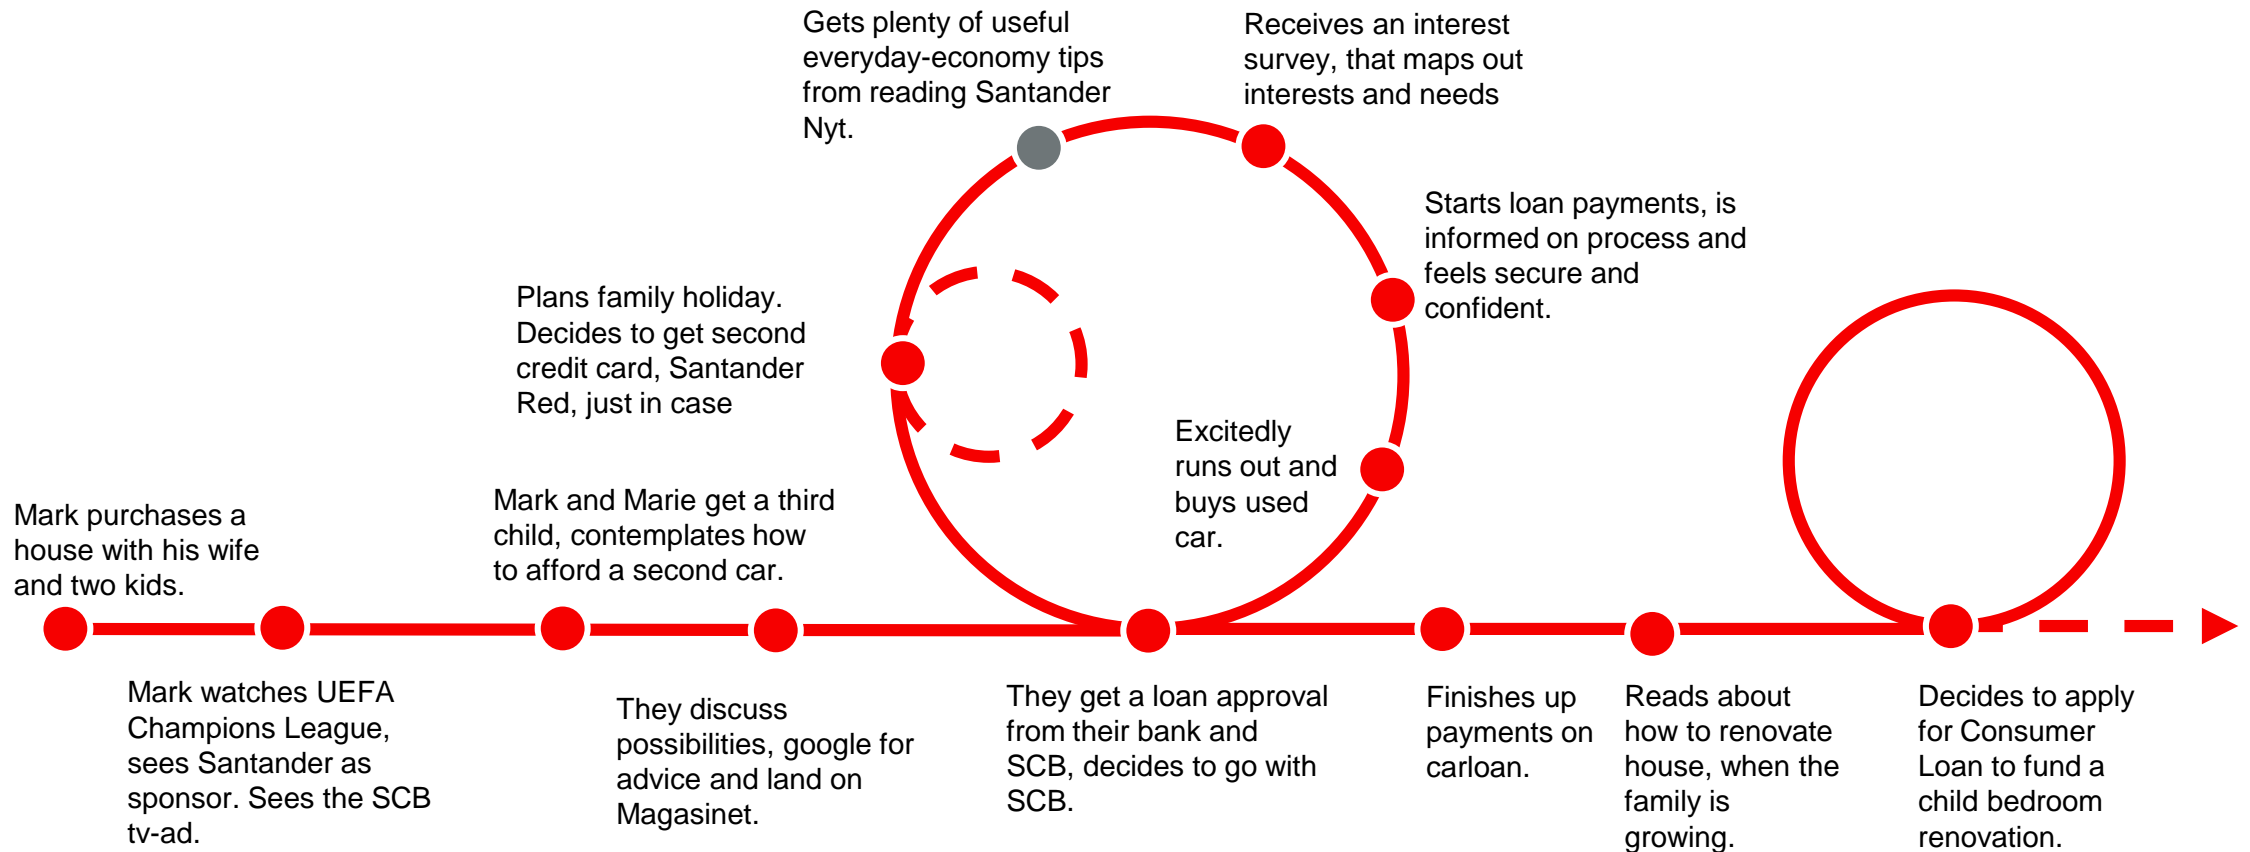 Gets plenty of useful
everyday-economy tips
from reading Santander
Nyt.
Receives an interest
survey, that maps out
interests and needs
Starts loan payments, is
informed on process and
feels secure and
confident.
Plans family holiday.
Decides to get second
credit card, Santander
Red, just in case
Excitedly
runs out and
buys used
car.
Mark purchases a
house with his wife
and two kids.
Mark and Marie get a third
child, contemplates how
to afford a second car.
Mark watches UEFA
Champions League,
sees Santander as
sponsor. Sees the SCB
tv-ad.
They discuss
possibilities, google for
advice and land on
Magasinet.
They get a loan approval
from their bank and
SCB, decides to go with
SCB.
Finishes up
payments on
carloan.
Reads about
how to renovate
house, when the
family is
growing.
Decides to apply
for Consumer
Loan to fund a
child bedroom
renovation.